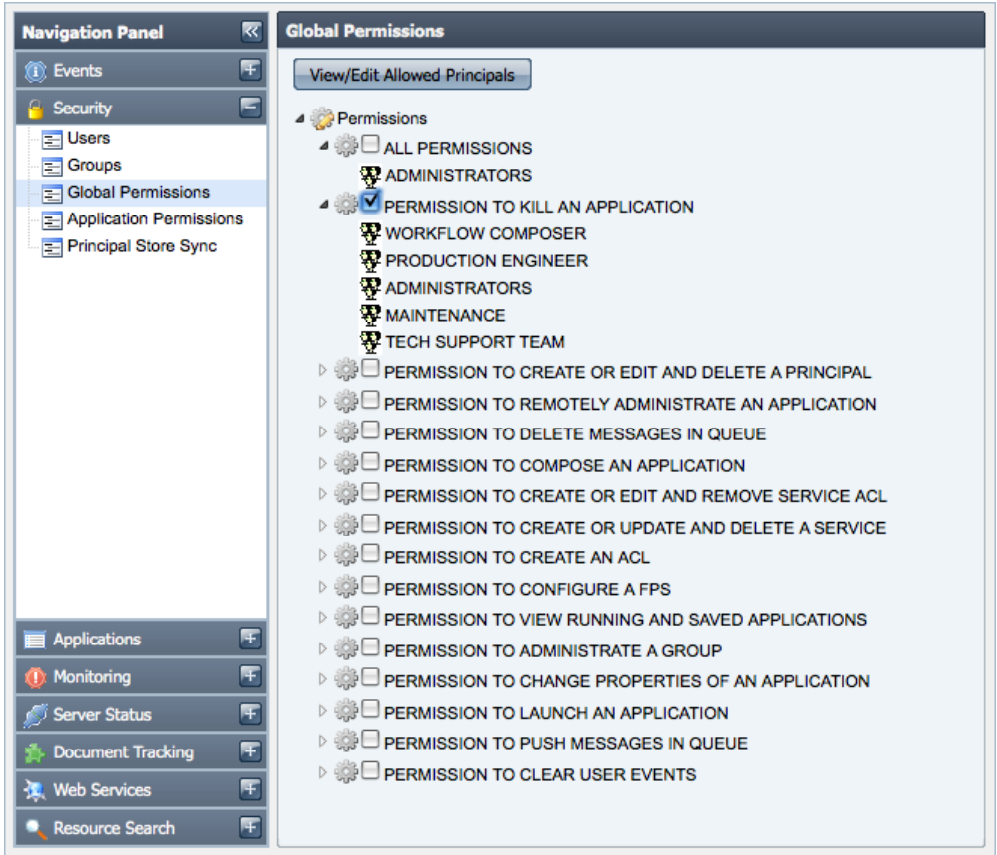 Navigation Panel
Events
Security
Users
Groups
Global Permissions
Application Permissions
Principal Store Sync
Applications
Monitoring
Server Status
Document Tracking
Web Services
Resource Search
Global Permissions
View/Edit Allowed Principals
Permissions
ALL PERMISSIONS
ADMINISTRATORS
PERMISSION TO KILL AN APPLICATION
WORKFLOW COMPOSER
PRODUCTION ENGINEER
ADMINISTRATORS
MAINTENANCE
TECH SUPPORT TEAM
PERMISSION TO CREATE OR EDIT AND DELETE A PRINCIPAL
PERMISSION TO REMOTELY ADMINISTRATE AN APPLICATION
PERMISSION TO DELETE MESSAGES IN QUEUE
PERMISSION TO COMPOSE AN APPLICATION
PERMISSION TO CREATE OR EDIT AND REMOVE SERVICE ACL
PERMISSION TO CREATE OR UPDATE AND DELETE A SERVICE
PERMISSION TO CREATE AN ACL
PERMISSION TO CONFIGURE A FPS
PERMISSION TO VIEW RUNNING AND SAVED APPLICATIONS
PERMISSION TO ADMINISTRATE A GROUP
PERMISSION TO CHANGE PROPERTIES OF AN APPLICATION
PERMISSION TO LAUNCH AN APPLICATION
PERMISSION TO PUSH MESSAGES IN QUEUE
PERMISSION TO CLEAR USER EVENTS